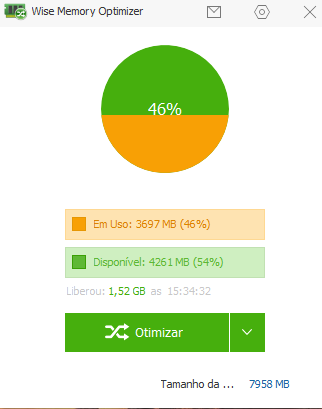 Wise Memory Optimizer
46%
Em Uso: 3697 MB (46%)
Disponível: 4261 MB (54%)
Liberou: 1,52 GB as 15:34:32
Otimizar
Tamanho da ... 7958 MB